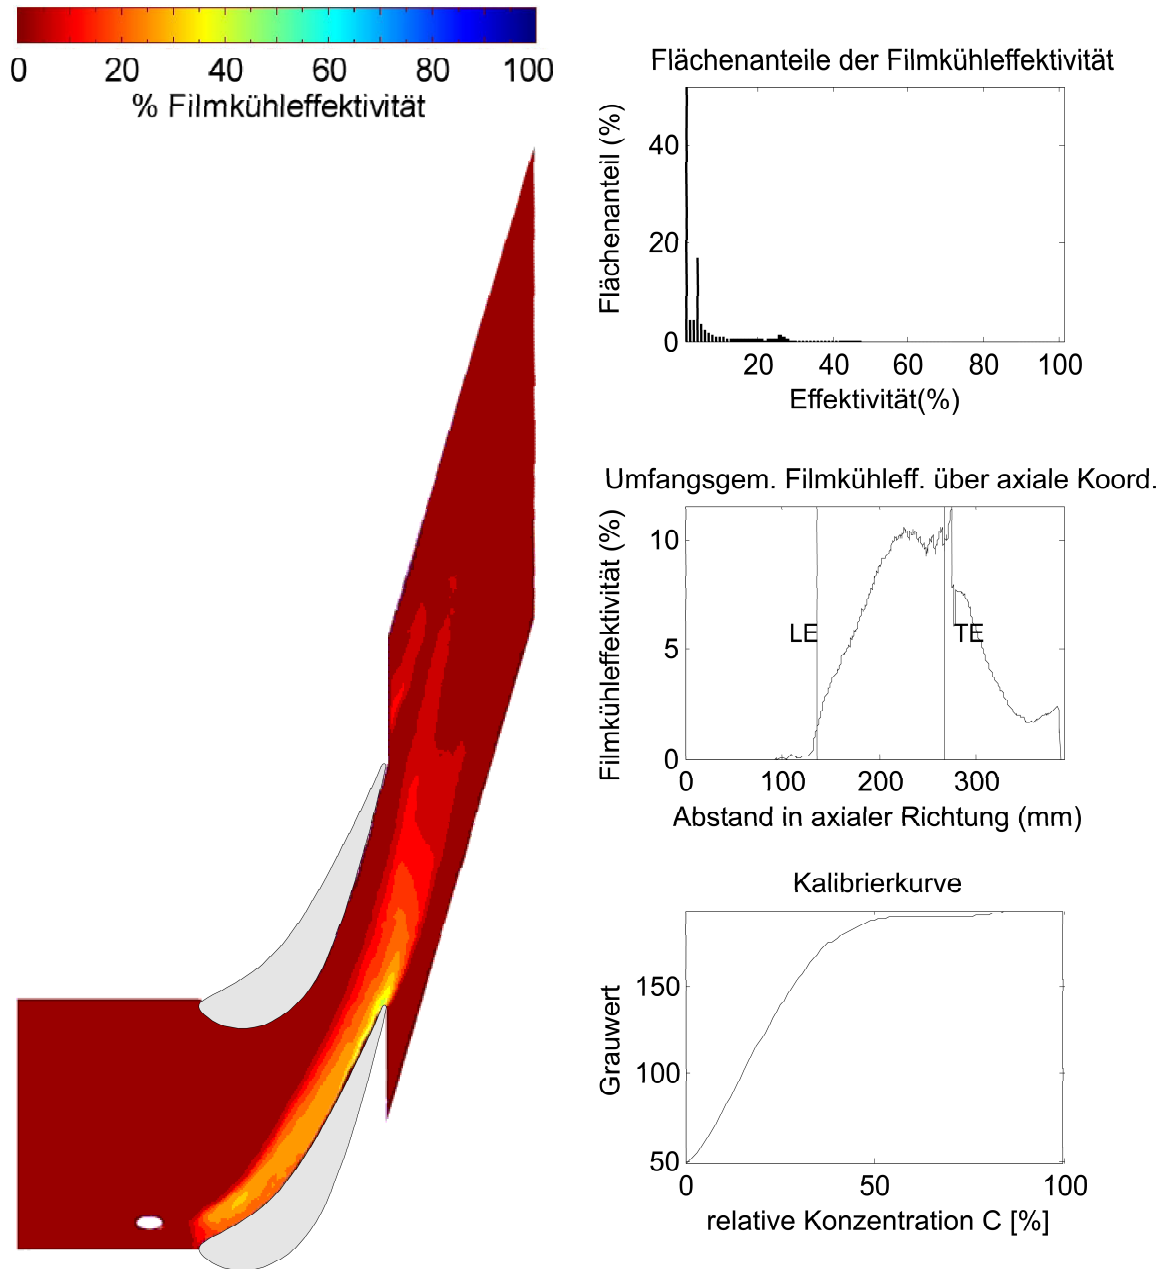 0 20 40 60 80 100
% Filmkühleffektivität
Flächenanteile der Filmkühleffektivität
Flächenanteil (%)
40
20
0
20 40 60 80 100
Effektivität(%)
Umfangsgem. Filmkühleff. über axiale Koord.
Filmkühleffektivität (%)
10
5
0
LE
TE
0 100 200 300
Abstand in axialer Richtung (mm)
Kalibrierkurve
Grauwert
150
100
50
0 50 100
relative Konzentration C [%]